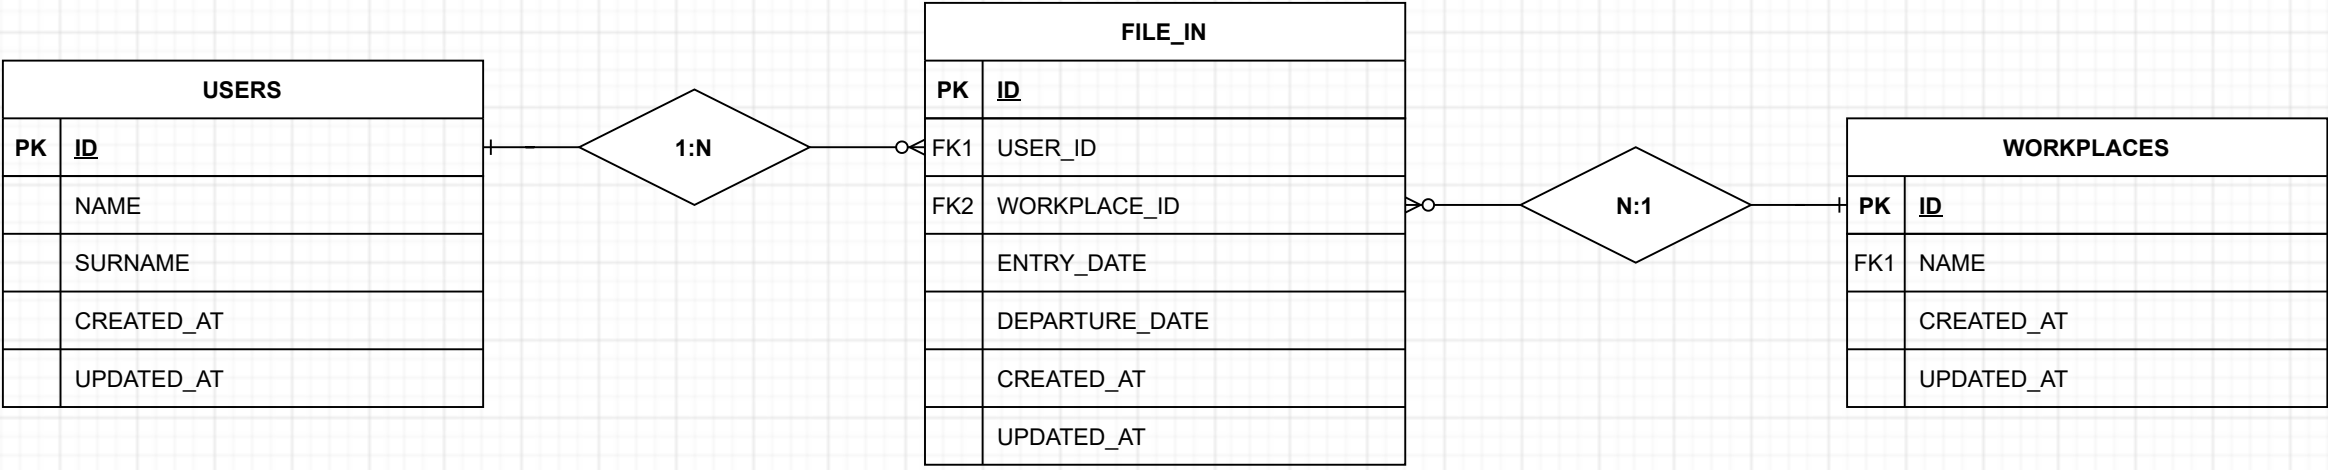 USERS
PK ID
NAME
SURNAME
CREATED_AT
UPDATED_AT
1:N
FILE_IN
PK ID
FK1 USER_ID
FK2 WORKPLACE_ID
ENTRY_DATE
DEPARTURE_DATE
CREATED_AT
UPDATED_AT
N:1
WORKPLACES
PK ID
FK1 NAME
CREATED_AT
UPDATED_AT